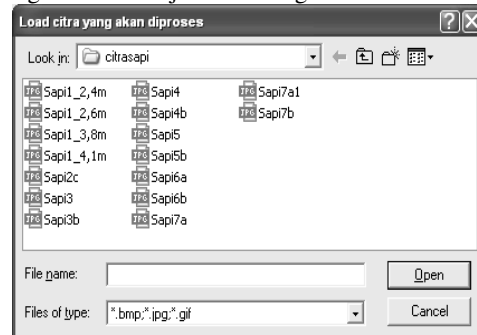 Load citra yang akan diproses
Look in: citrasapi
Sapi1_2,4m
Sapi1_2,6m
Sapi1_3,8m
Sapi1_4,1m
Sapi2c
Sapi3
Sapi3b
Sapi4
Sapi4b
Sapi5
Sapi5b
Sapi6a
Sapi6b
Sapi7a
Sapi7a1
Sapi7b
File name:
Open
Files of type: *.bmp;*.jpg;*.gif
Cancel